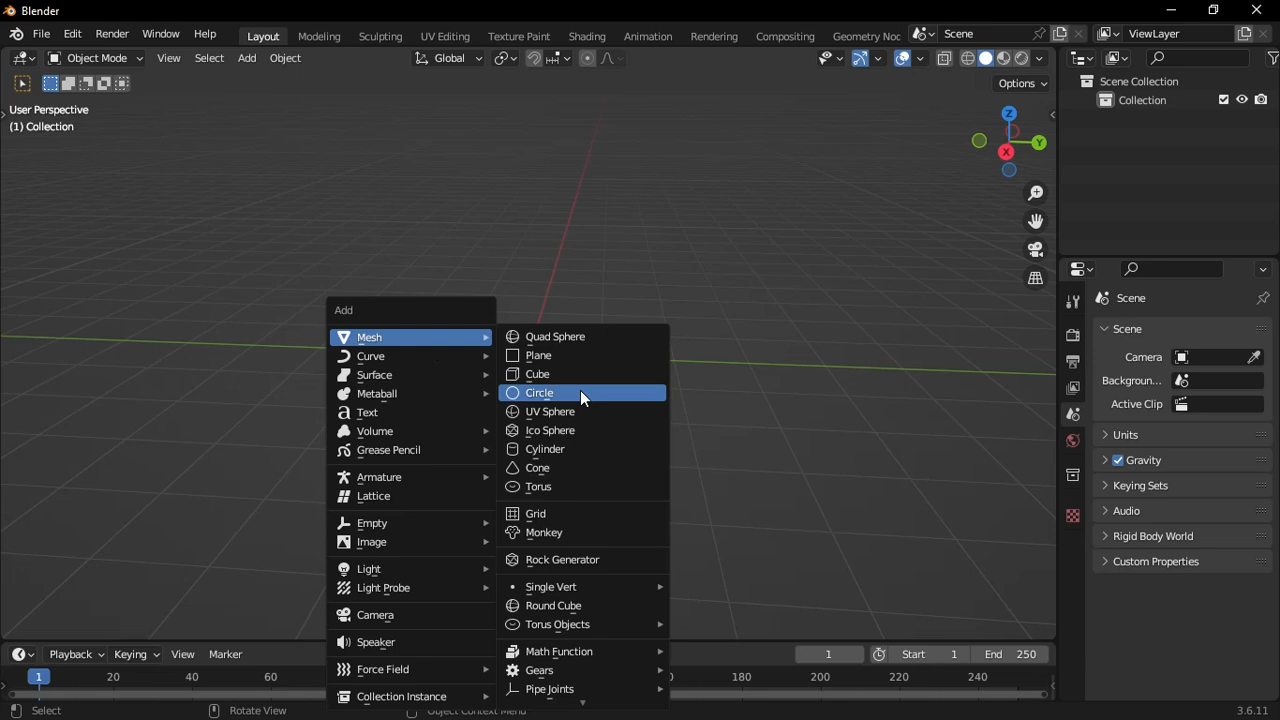 Blender
File Edit Render Window Help Layout Modeling Sculpting UV Editing Texture Paint Shading Animation Rendering Compositing Geometry Noc Scene ViewLayer
Object Mode View Select Add Object Global
Options
User Perspective
(1) Collection
Z
Y
X
Scene Collection
Collection
Scene
Scene
Camera
Backgroun...
Active Clip
Units
Gravity
Keying Sets
Audio
Rigid Body World
Custom Properties
Add
Mesh
Curve
Surface
Metaball
Text
Volume
Grease Pencil
Armature
Lattice
Empty
Image
Light
Light Probe
Camera
Speaker
Force Field
Collection Instance
Quad Sphere
Plane
Cube
Circle
UV Sphere
Ico Sphere
Cylinder
Cone
Torus
Grid
Monkey
Rock Generator
Single Vert
Round Cube
Torus Objects
Math Function
Gears
Pipe Joints
Playback Keying View Marker 1 Start 1 End 250
1 20 40 60 180 200 220 240
Select Rotate View Object Context Menu 3.6.11